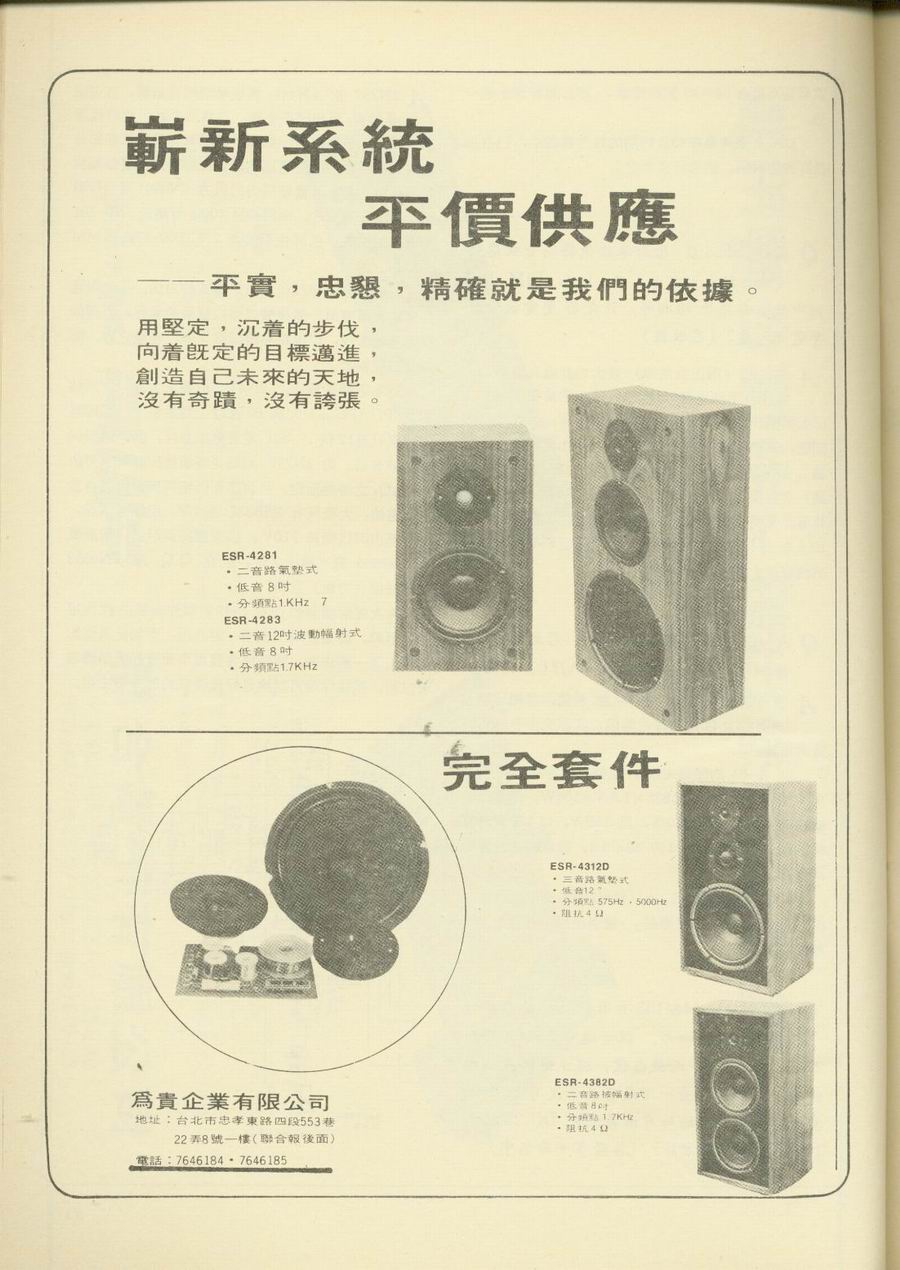 嶄新系統
平價供應
——平實，忠懇，精確就是我們的依據。
用堅定，沉着的步伐，
向着旣定的目標邁進，
創造自己未來的天地，
沒有奇蹟，沒有誇張。
ESR-4281
・二音路氣墊式
・低音8吋
・分頻點1.KHz 7
ESR-4283
・二音12吋波動幅射式
・低音8吋
・分頻點1.7KHz
完全套件
ESR-4312D
・三音路氣墊式
・低音12"
・分頻點 575Hz・5000Hz
・阻抗4Ω
ESR-4382D
・二音路被幅射式
・低音8吋
・分頻點1.7KHz
・阻抗4Ω
爲貴企業有限公司
地址：台北市忠孝東路四段553巷
22弄8號一樓(聯合報後面)
電話：7646184・7646185